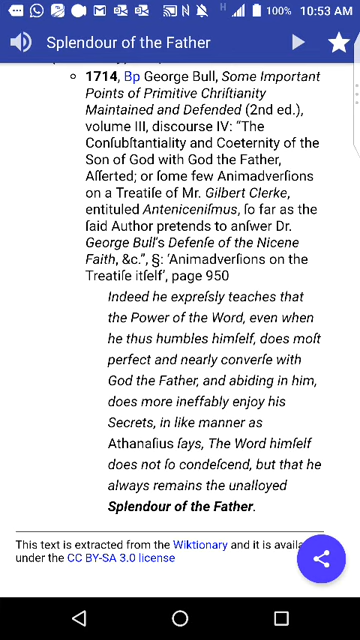 100% 10:53 AM
Splendour of the Father
1714, Bp George Bull, Some Important
Points of Primitive Chriſtianity
Maintained and Defended (2nd ed.),
volume III, discourse IV: “The
Conſubſtantiality and Coeternity of the
Son of God with God the Father,
Aſſerted; or ſome few Animadverſions
on a Treatiſe of Mr. Gilbert Clerke,
entituled Anteniceniſmus, ſo far as the
ſaid Author pretends to anſwer Dr.
George Bull’s Defenſe of the Nicene
Faith, &c.”, §: ‘Animadverſions on the
Treatiſe itſelf’, page 950
Indeed he expreſsly teaches that
the Power of the Word, even when
he thus humbles himſelf, does moſt
perfect and nearly converſe with
God the Father, and abiding in him,
does more ineffably enjoy his
Secrets, in like manner as
Athanaſius ſays, The Word himſelf
does not ſo condeſcend, but that he
always remains the unalloyed
Splendour of the Father.
This text is extracted from the Wiktionary and it is
under the CC BY-SA 3.0 license